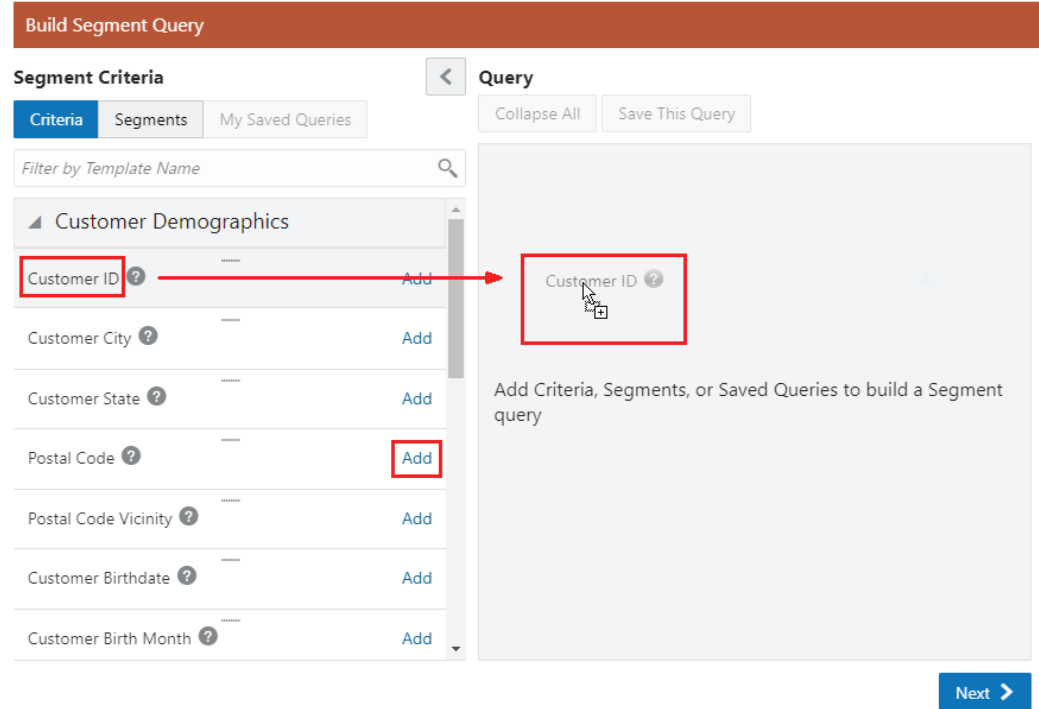 Build Segment Query
Segment Criteria
Criteria
Segments
My Saved Queries
Filter by Template Name
Customer Demographics
Customer ID ? Add
Customer City ? Add
Customer State ? Add
Postal Code ? Add
Postal Code Vicinity ? Add
Customer Birthdate ? Add
Customer Birth Month ? Add
Query
Collapse All
Save This Query
Customer ID ?
Add Criteria, Segments, or Saved Queries to build a Segment
query
Next